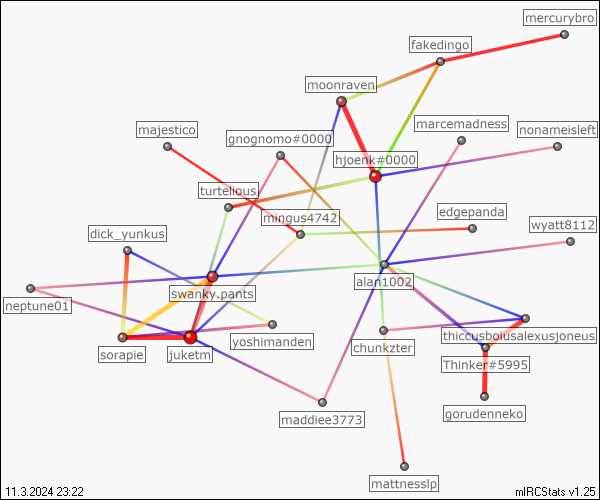 mercurybro
fakedingo
moonraven
majestico
gnognomo#0000
marcemadness
nonameisleft
hjoenk#0000
turtelious
mingus4742
edgepanda
wyatt8112
dick_yunkus
alan1002
swanky.pants
neptune01
yoshimanden
thiccusboiusalexusjoneus
sorapie
juketm
chunkzter
Thinker#5995
maddiee3773
gorudenneko
mattnesslp
11.3.2024 23:22
mIRCStats v1.25